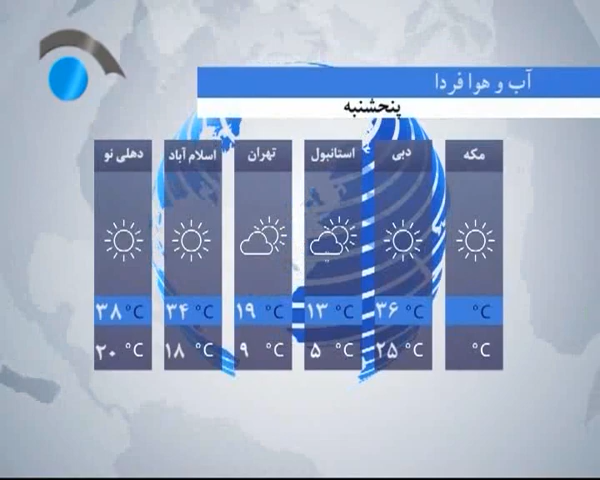 آب و هوا فردا
پنجشنبه
مکه
دبی
استانبول
تهران
اسلام آباد
دهلی نو
°C
۳۶ °C
۱۳ °C
۱۹ °C
۳۴ °C
۳۸ °C
°C
۲۵ °C
۵ °C
۹ °C
۱۸ °C
۲۰ °C